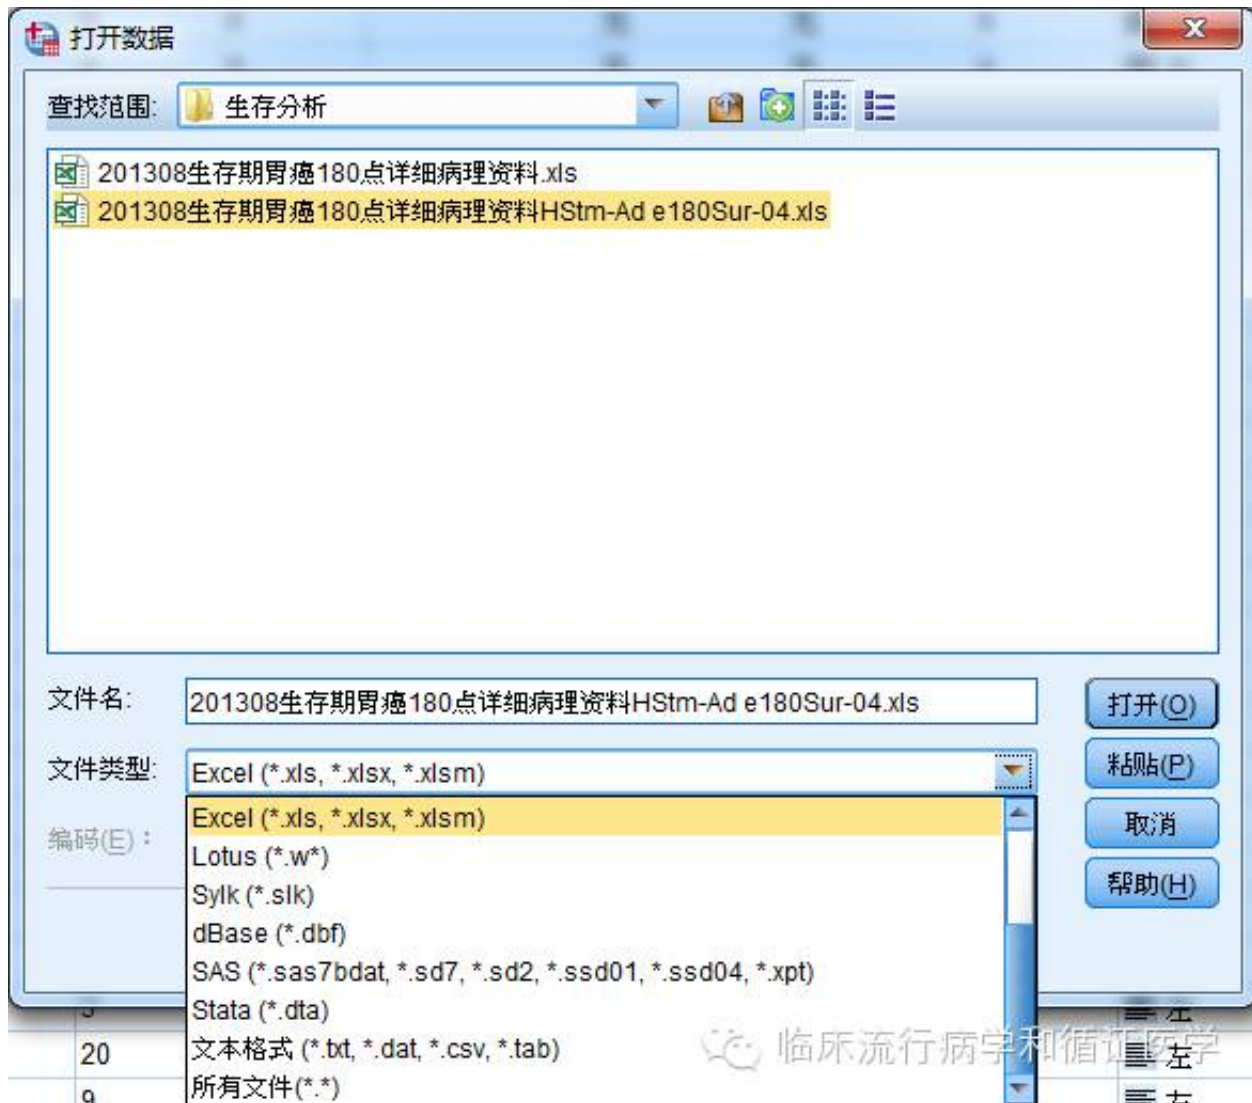 打开数据
查找范围: 生存分析
201308生存期胃癌180点详细病理资料.xls
201308生存期胃癌180点详细病理资料HStm-Ad e180Sur-04.xls
文件名: 201308生存期胃癌180点详细病理资料HStm-Ad e180Sur-04.xls 打开(O)
文件类型: Excel (*.xls, *.xlsx, *.xlsm) 粘贴(P)
Excel (*.xls, *.xlsx, *.xlsm) 取消
编码(E):
Lotus (*.w*)
Sylk (*.slk) 帮助(H)
dBase (*.dbf)
SAS (*.sas7bdat, *.sd7, *.sd2, *.ssd01, *.ssd04, *.xpt)
Stata (*.dta) 左
20 文本格式 (*.txt, *.dat, *.csv, *.tab) 临床流行病学和循证医学 左
9 所有文件(*.*)